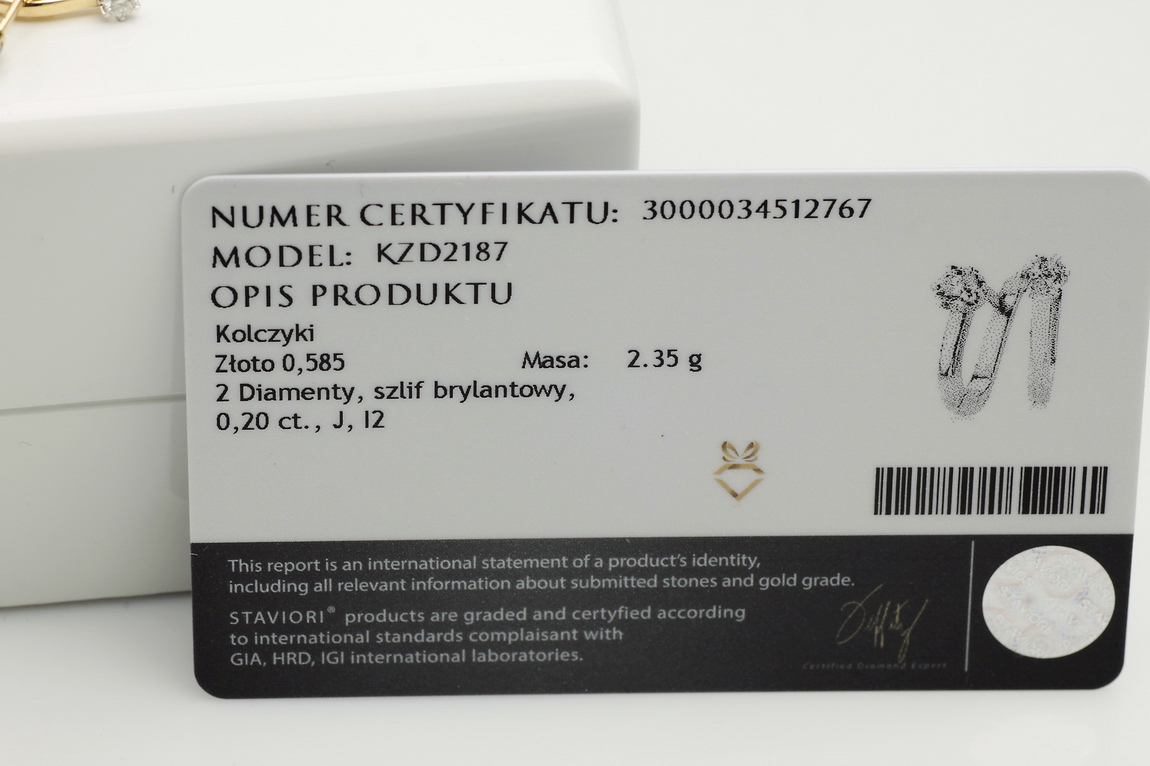 NUMER CERTYFIKATU: 3000034512767
MODEL: KZD2187
OPIS PRODUKTU
Kolczyki
Złoto 0,585 Masa: 2.35 g
2 Diamenty, szlif brylantowy,
0,20 ct., J, I2
This report is an international statement of a product's identity,
including all relevant information about submitted stones and gold grade.
STAVIORI® products are graded and certyfied according
to international standards complaisant with
GIA, HRD, IGI international laboratories.
Certified Diamond Expert